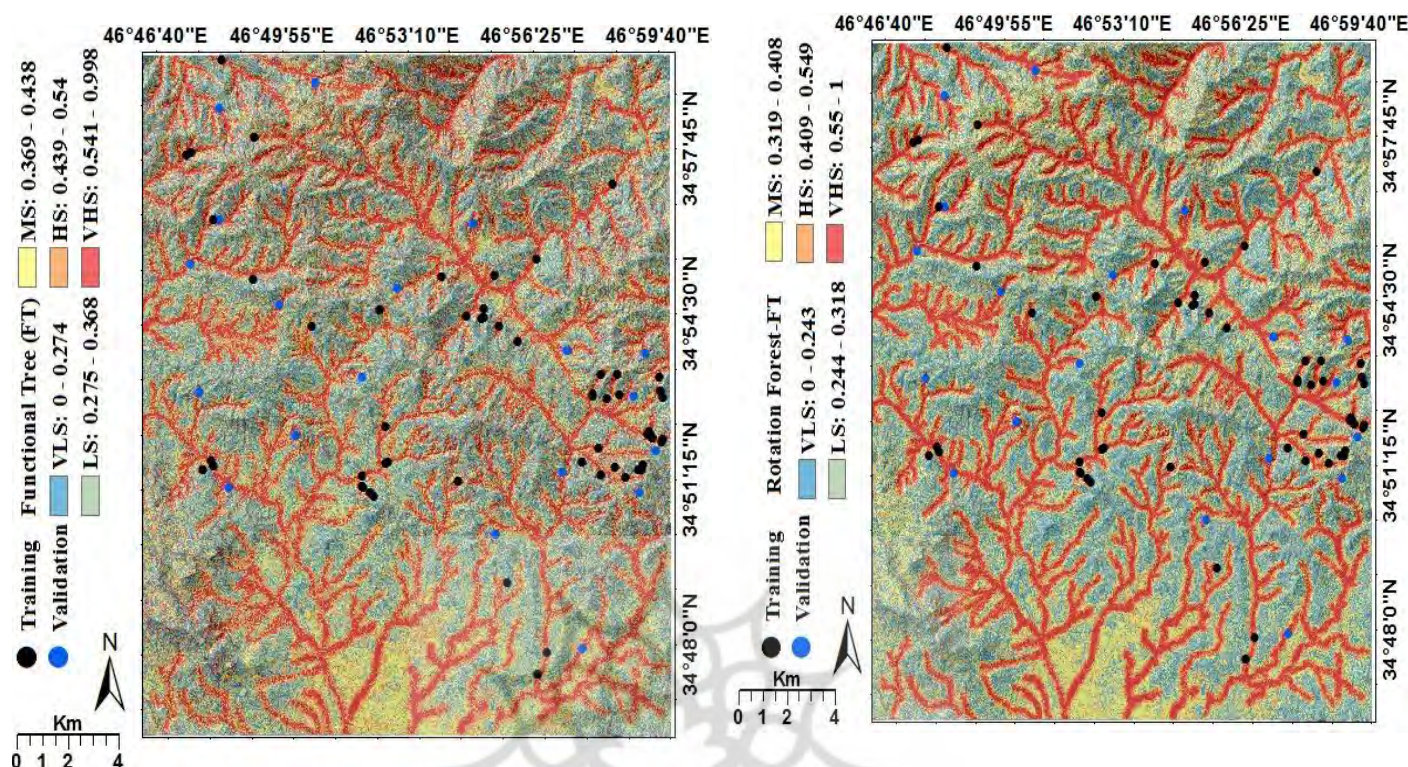 46°46'40"E 46°49'55"E 46°53'10"E 46°56'25"E 46°59'40"E
34°57'45"N
34°54'30"N
34°51'15"N
34°48'0"N
MS: 0.369 - 0.438
HS: 0.439 - 0.54
VHS: 0.541 - 0.998
Functional Tree (FT)
VLS: 0 - 0.274
LS: 0.275 - 0.368
Training
Validation
N
Km
0 1 2 4
46°46'40"E 46°49'55"E 46°53'10"E 46°56'25"E 46°59'40"E
34°57'45"N
34°54'30"N
34°51'15"N
34°48'0"N
MS: 0.319 - 0.408
HS: 0.409 - 0.549
VHS: 0.55 - 1
Rotation Forest-FT
VLS: 0 - 0.243
LS: 0.244 - 0.318
Training
Validation
N
Km
0 1 2 4